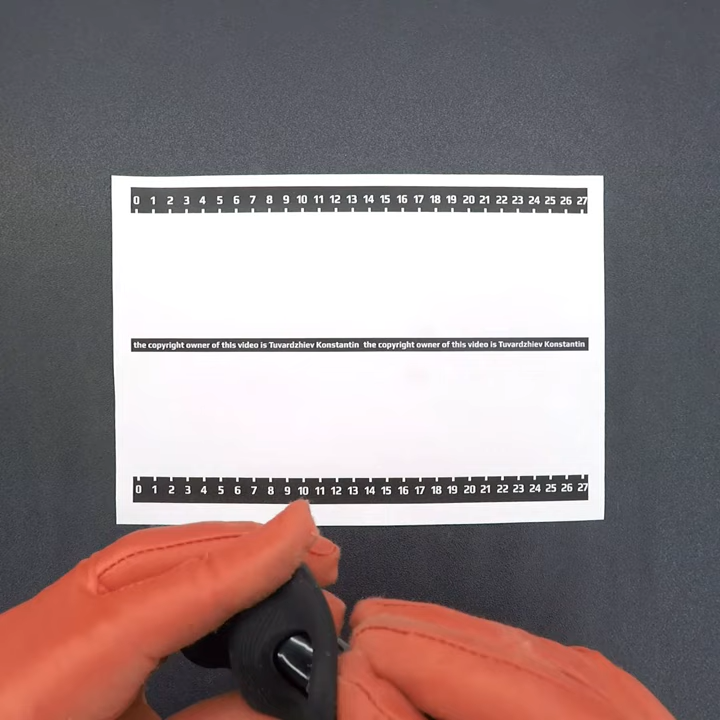 0 1 2 3 4 5 6 7 8 9 10 11 12 13 14 15 16 17 18 19 20 21 22 23 24 25 26 27
the copyright owner of this video is Tuvardzhiev Konstantin the copyright owner of this video is Tuvardzhiev Konstantin
0 1 2 3 4 5 6 7 8 9 10 11 12 13 14 15 16 17 18 19 20 21 22 23 24 25 26 27